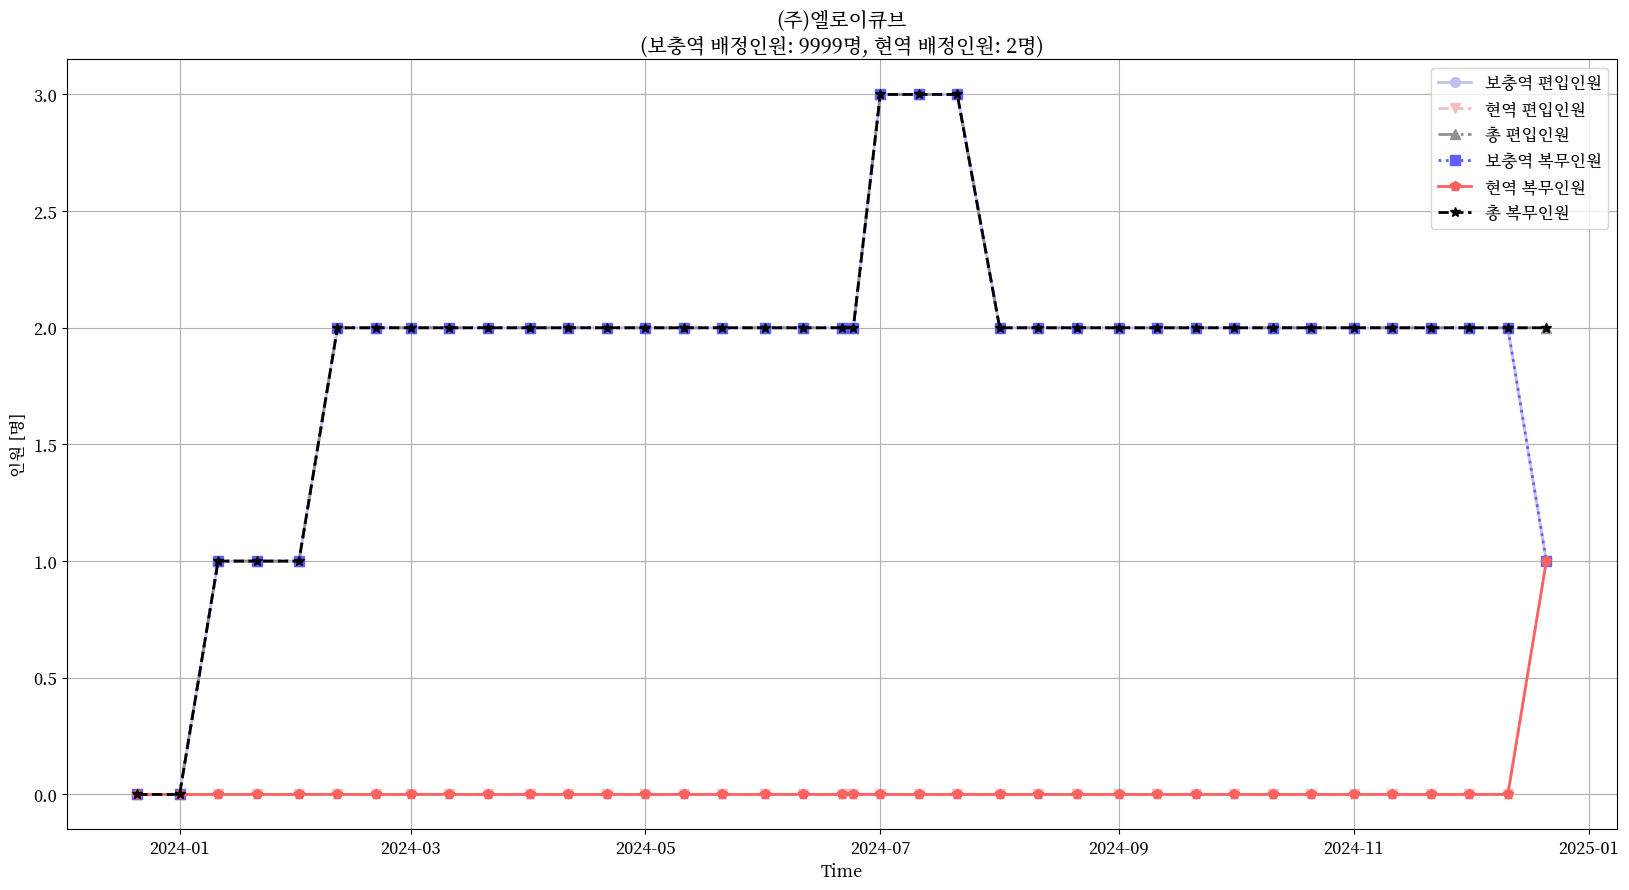 (주)엘로이큐브
(보충역 배정인원: 9999명, 현역 배정인원: 2명)
보충역 편입인원
현역 편입인원
총 편입인원
보충역 복무인원
현역 복무인원
총 복무인원
인원 [명]
3.0
2.5
2.0
1.5
1.0
0.5
0.0
2024-01
2024-03
2024-05
2024-07
2024-09
2024-11
2025-01
Time